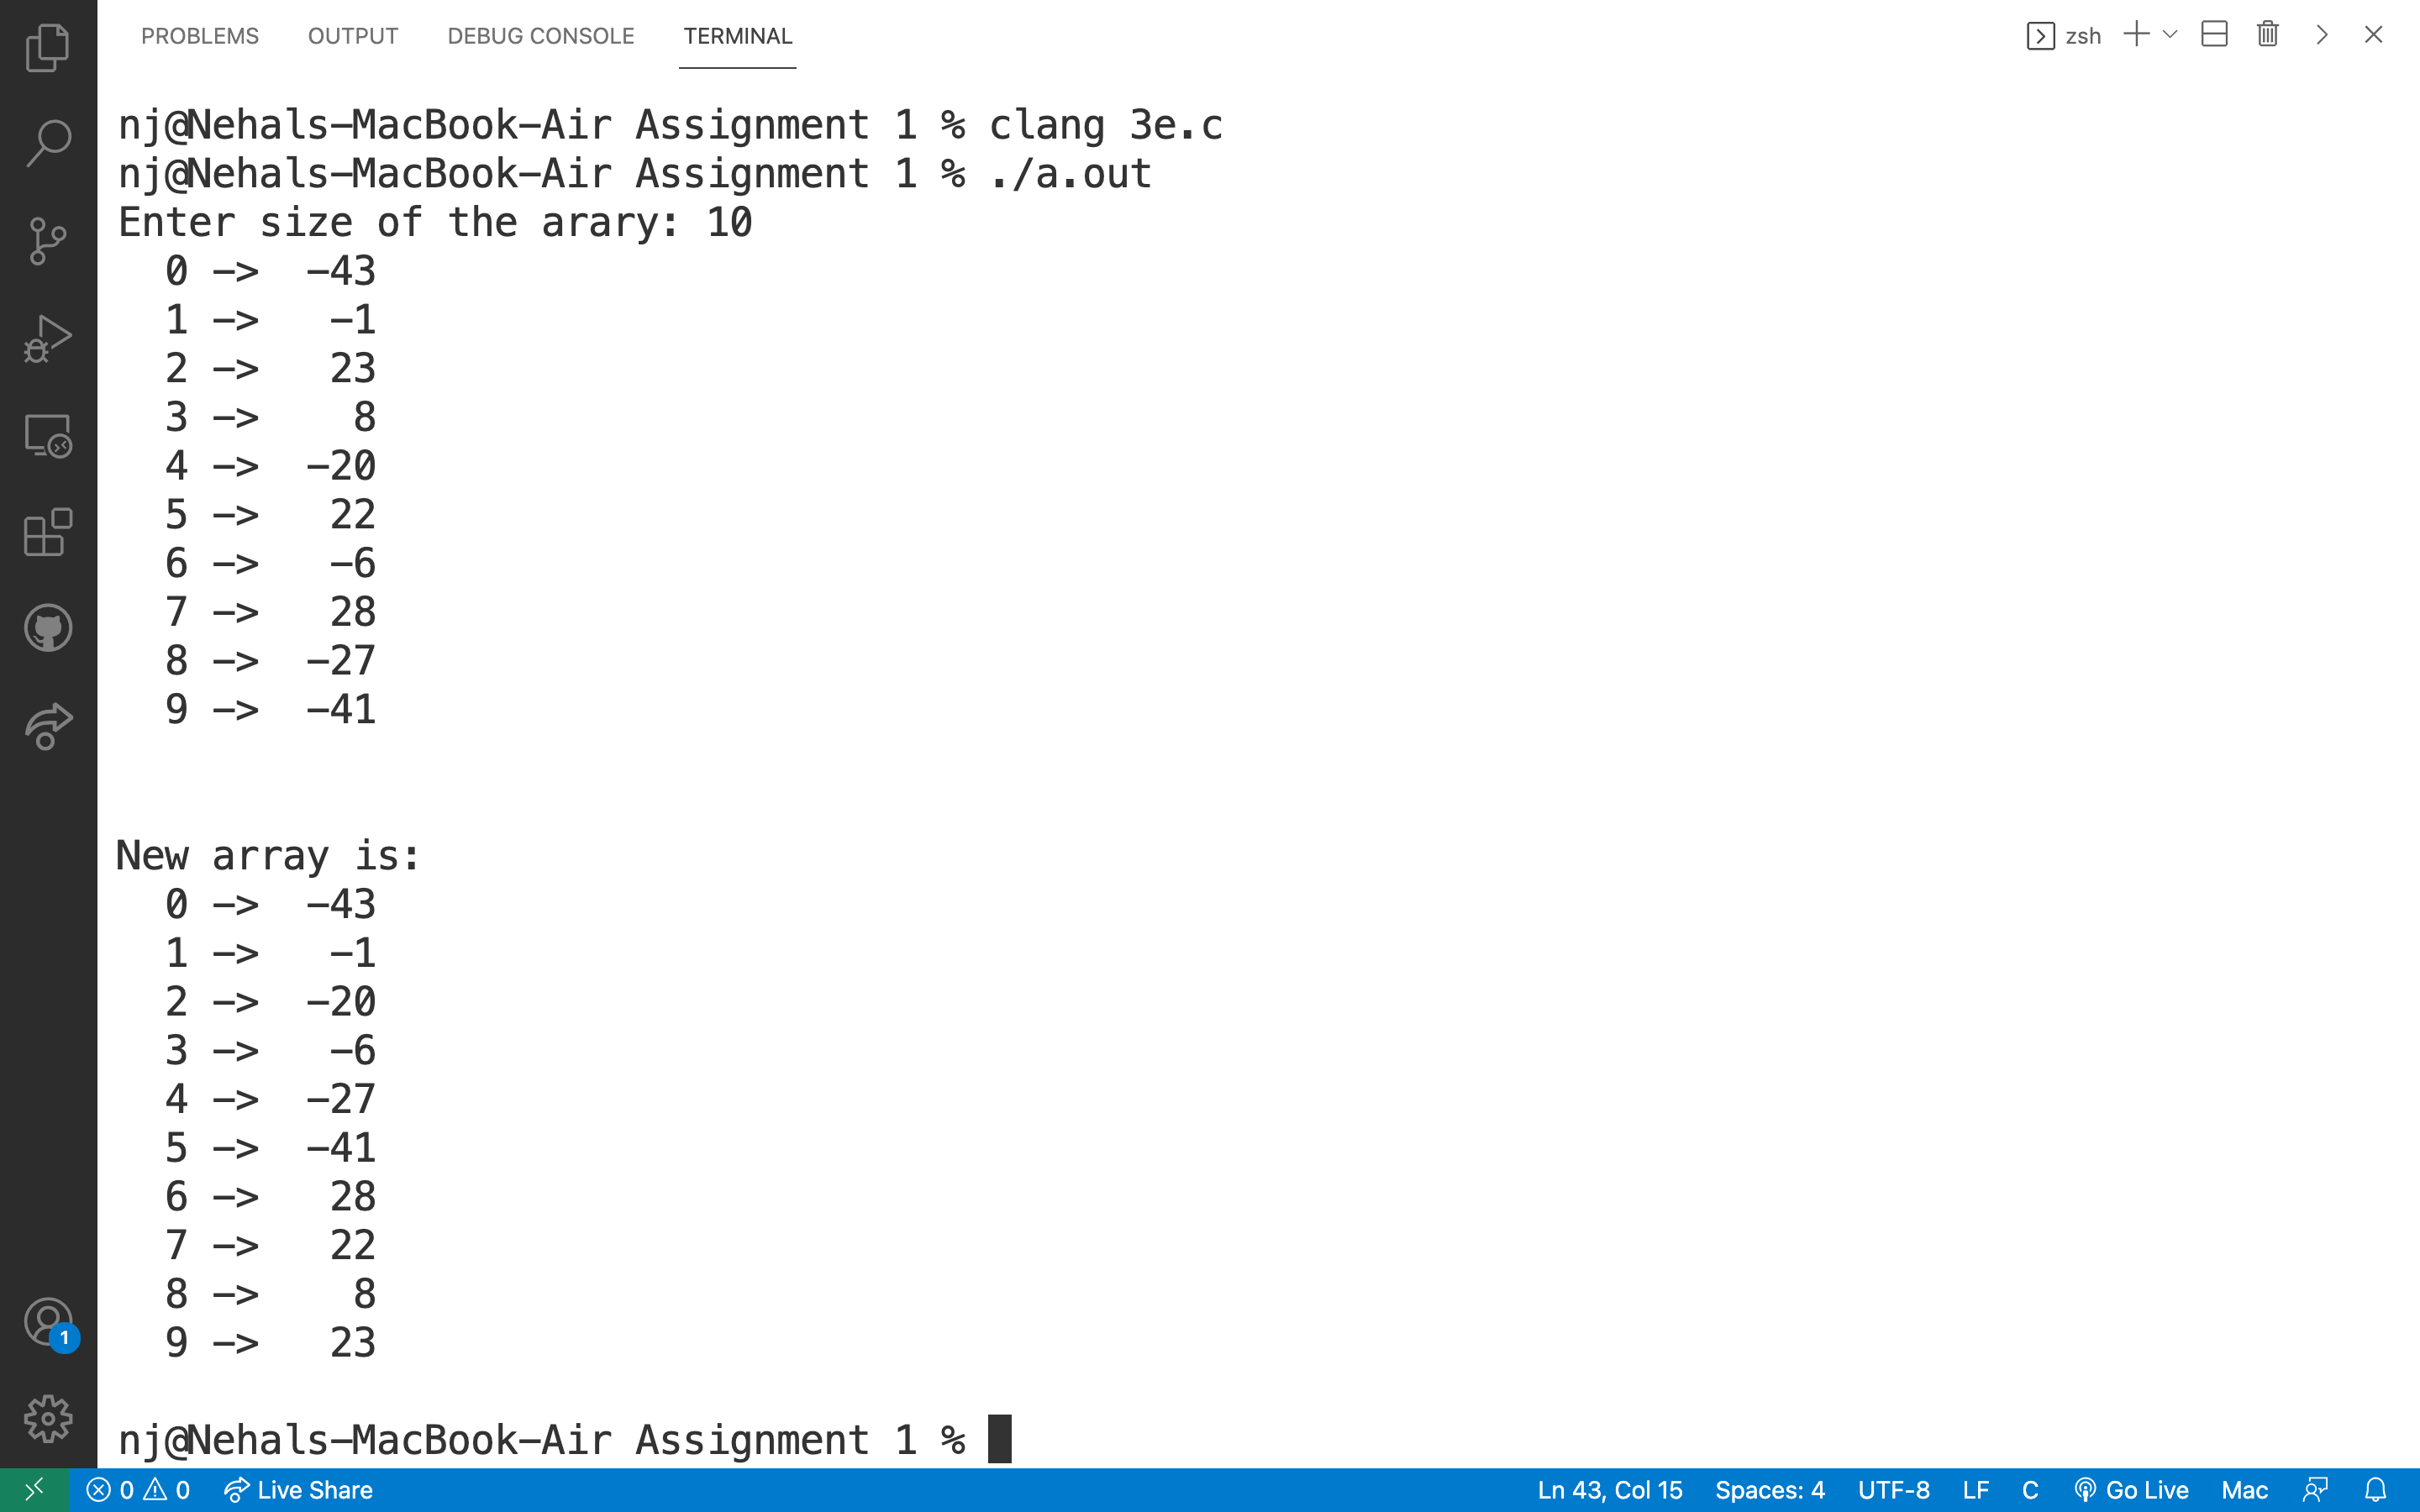 PROBLEMS OUTPUT DEBUG CONSOLE TERMINAL zsh
nj@Nehals-MacBook-Air Assignment 1 % clang 3e.c
nj@Nehals-MacBook-Air Assignment 1 % ./a.out
Enter size of the arary: 10
0 -> -43
1 -> -1
2 -> 23
3 -> 8
4 -> -20
5 -> 22
6 -> -6
7 -> 28
8 -> -27
9 -> -41
New array is:
0 -> -43
1 -> -1
2 -> -20
3 -> -6
4 -> -27
5 -> -41
6 -> 28
7 -> 22
8 -> 8
9 -> 23
1
nj@Nehals-MacBook-Air Assignment 1 %
0 0 Live Share Ln 43, Col 15 Spaces: 4 UTF-8 LF C Go Live Mac